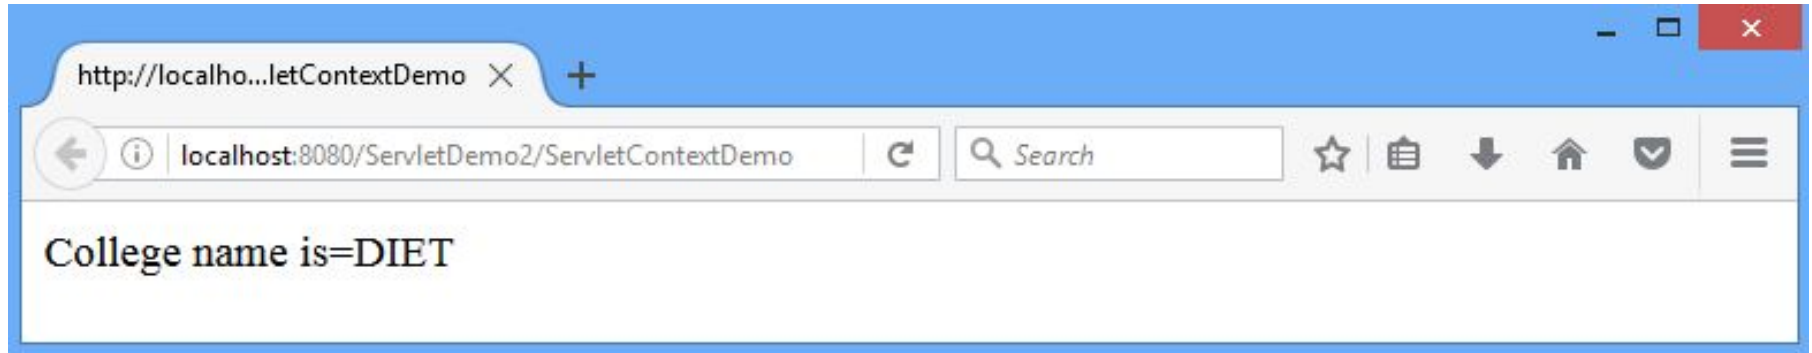 http://localho...letContextDemo
localhost:8080/ServletDemo2/ServletContextDemo
Search
College name is=DIET